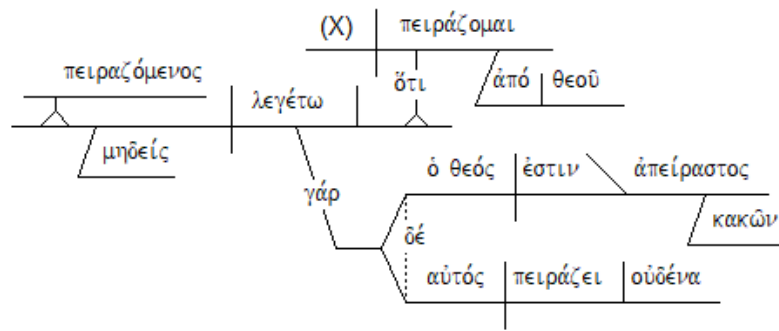 (X) πειράζομαι
πειραζόμενος λεγέτω ὅτι ἀπό θεοῦ
μηδείς
γάρ ὁ θεός ἐστιν ἀπείραστος
δέ κακῶν
αὐτός πειράζει οὐδένα